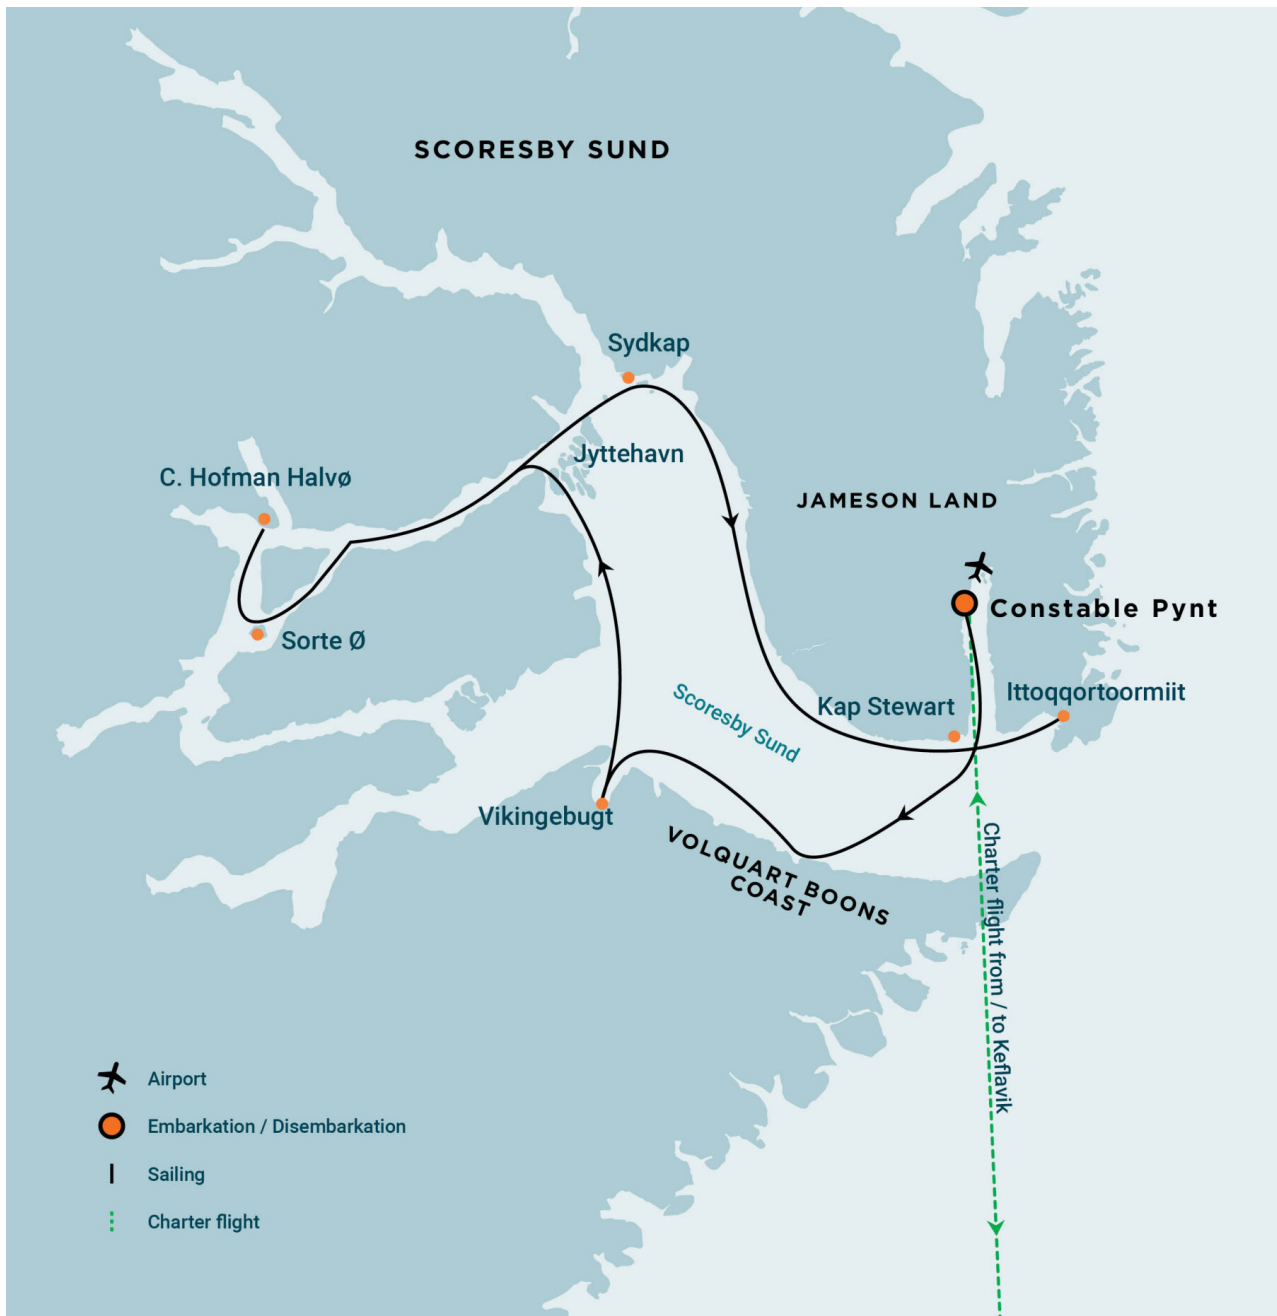 SCORESBY SUND
Sydkap
Jyttehavn
C. Hofman Halvø
JAMESON LAND
Constable Pynt
Sorte Ø
Ittoqqortoormiit
Kap Stewart
Scoresby Sund
Vikingebugt
VOLQUART BOONS
COAST
Charter flight from / to Keflavik
Airport
Embarkation / Disembarkation
Sailing
Charter flight